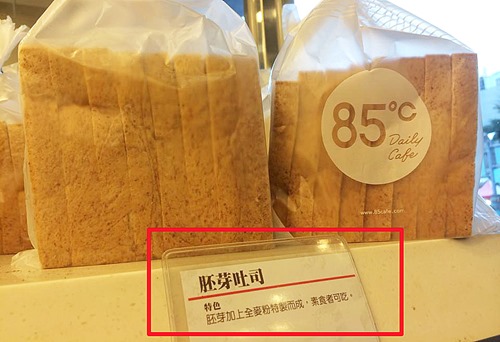 85°C
Daily
Cafe
www.85cafe.com
胚芽吐司
特色
胚芽加上全麥粉特製而成，素食者可吃。